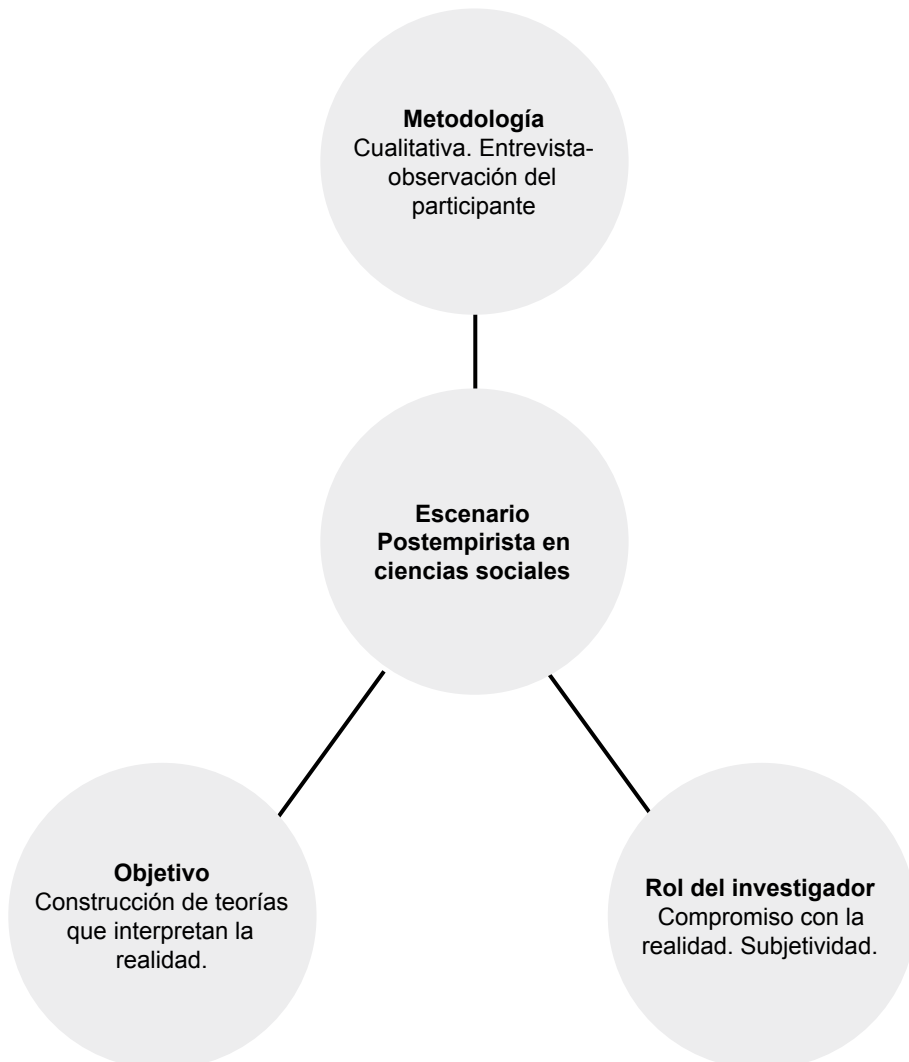 Metodología
Cualitativa. Entrevista-
observación del
participante
Escenario
Postempirista en
ciencias sociales
Objetivo
Construcción de teorías
que interpretan la
realidad.
Rol del investigador
Compromiso con la
realidad. Subjetividad.